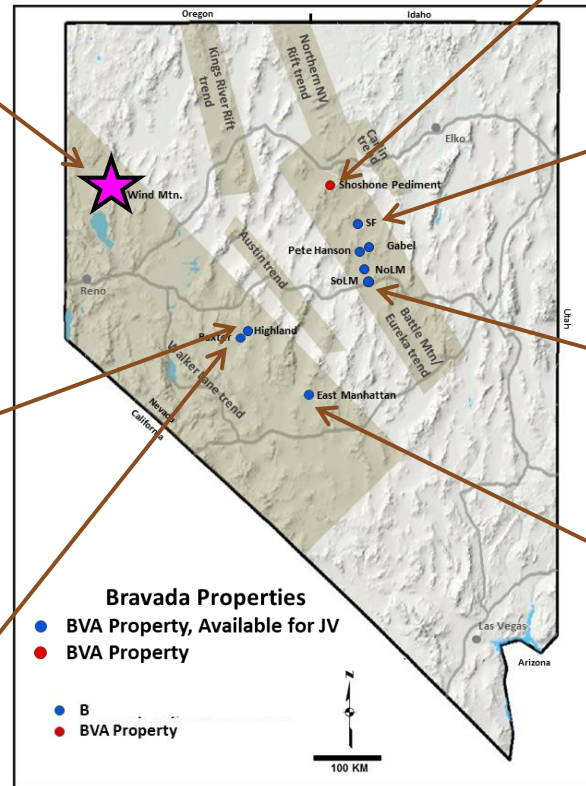 Oregon
Idaho
Kings River Rift
trend
Northern NV
Rift trend
Carlin
trend
Elko
Shoshone Pediment
Wind Mtn.
SF
Gabel
Pete Hanson
NoLM
SoLM
Austin trend
Reno
Battle Mtn/
Eureka trend
Utah
Highland
Baxter
Walker Lane trend
East Manhattan
Nevada
California
Bravada Properties
BVA Property, Available for JV
BVA Property
Las Vegas
Arizona
B
BVA Property
N
100 KM